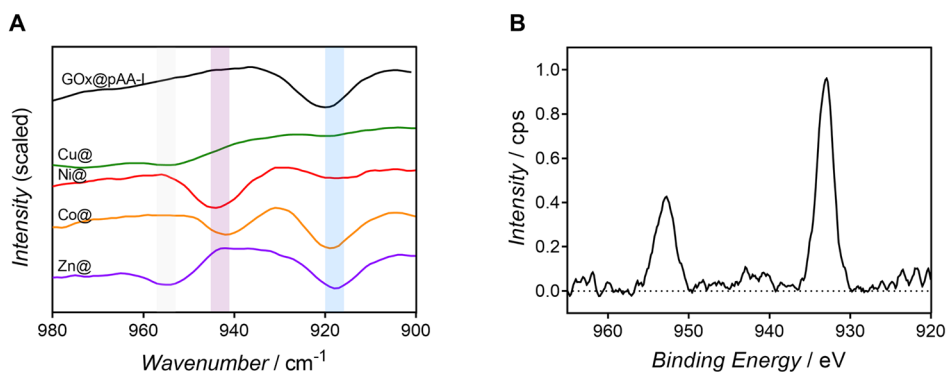 A
Intensity (scaled)
GOx@pAA-I
Cu@
Ni@
Co@
Zn@
980 960 940 920 900
Wavenumber / cm⁻¹
B
Intensity / cps
1.0
0.8
0.6
0.4
0.2
0.0
960 950 940 930 920
Binding Energy / eV